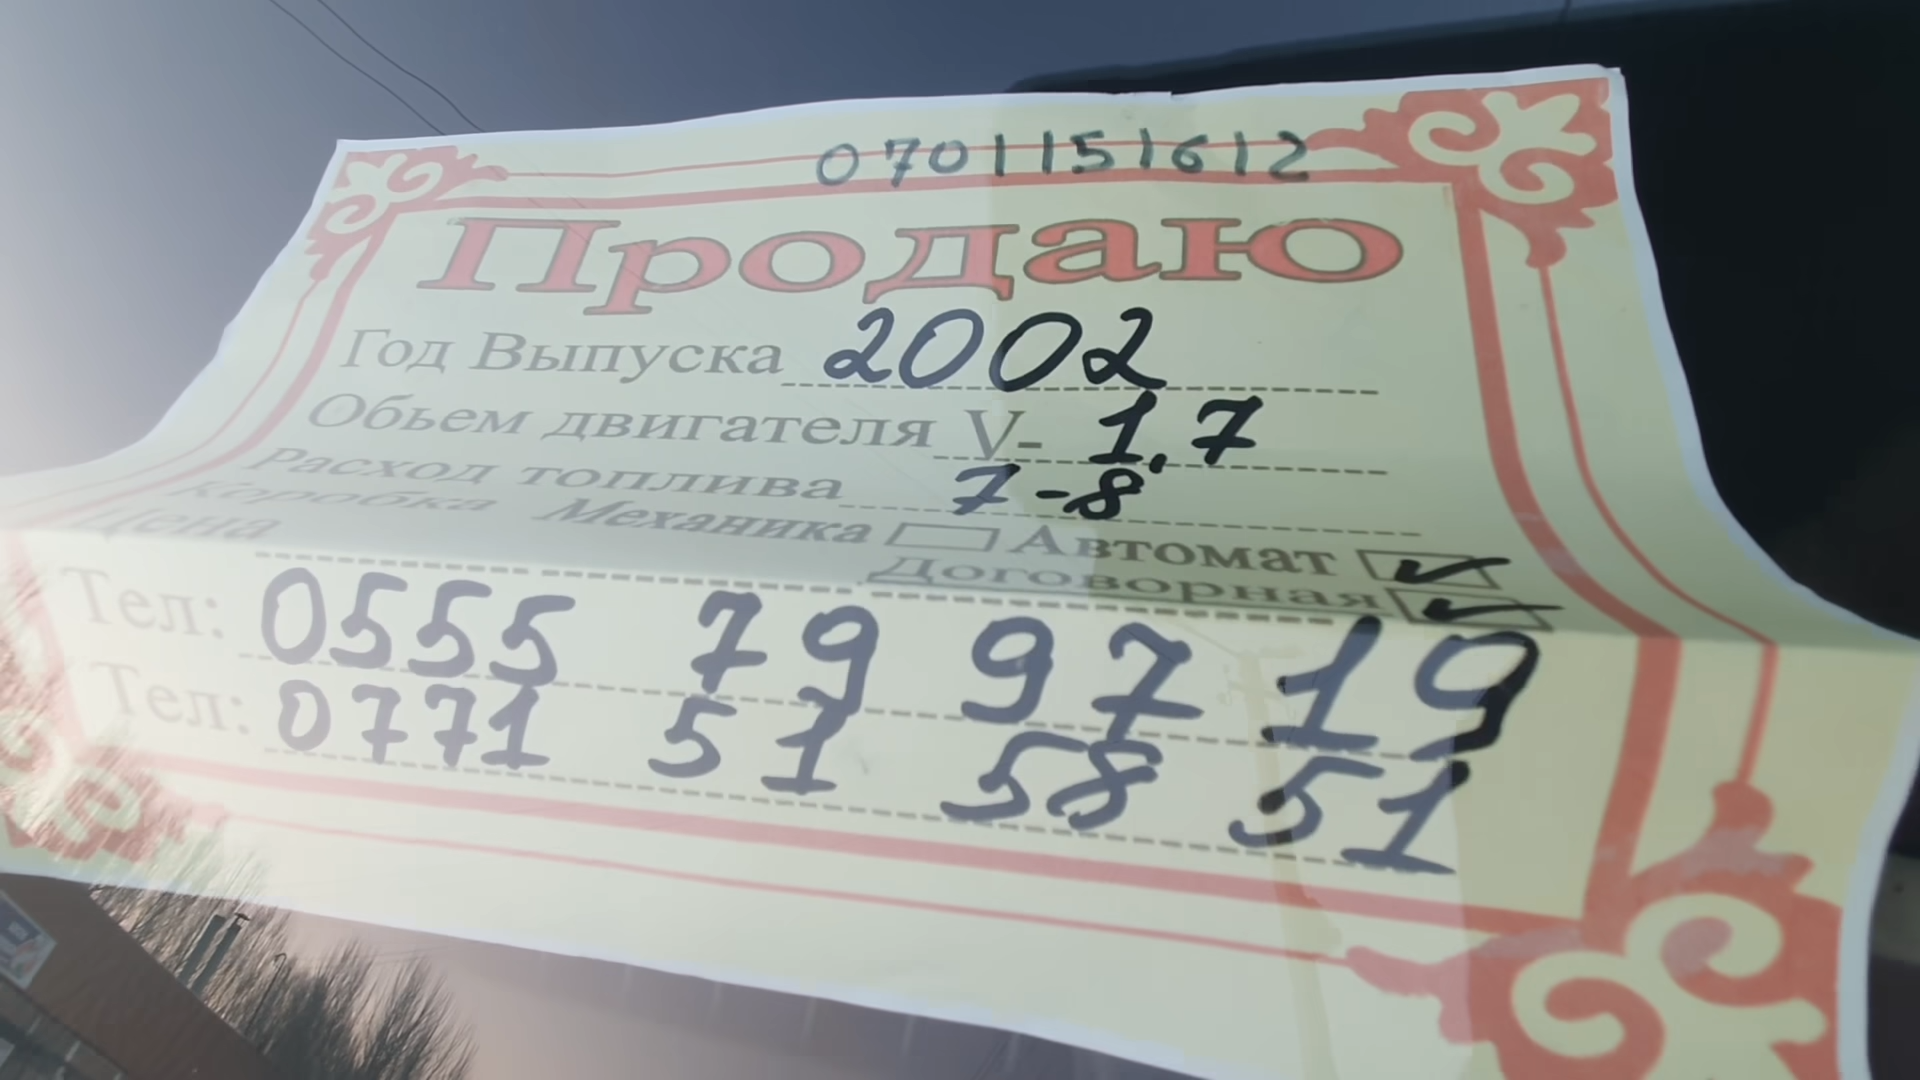 0701151612
Продаю
Год Выпуска 2002
Обьем двигателя V- 1,7
Расход топлива 7-8
Коробка Механика Автомат ✓
Цена Договорная ✓
Тел: 0555 79 97 19
Тел: 0771 51 58 51